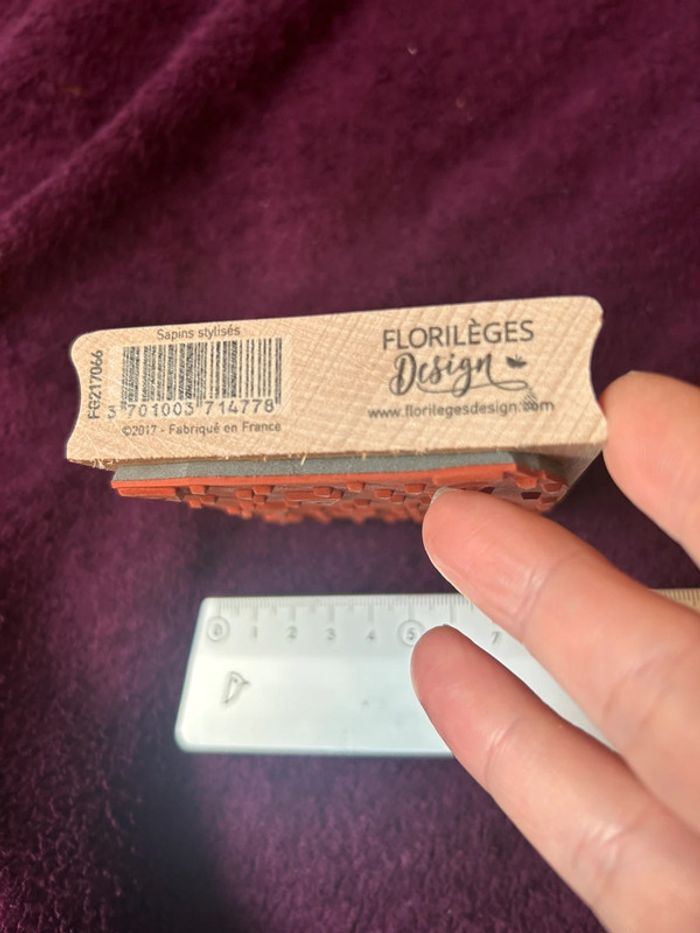 Sapins stylisés
FG217066
3 701003 714778
©2017 - Fabriqué en France
FLORILÈGES
Design
www.florilegesdesign.com
0 1 2 3 4 5 7